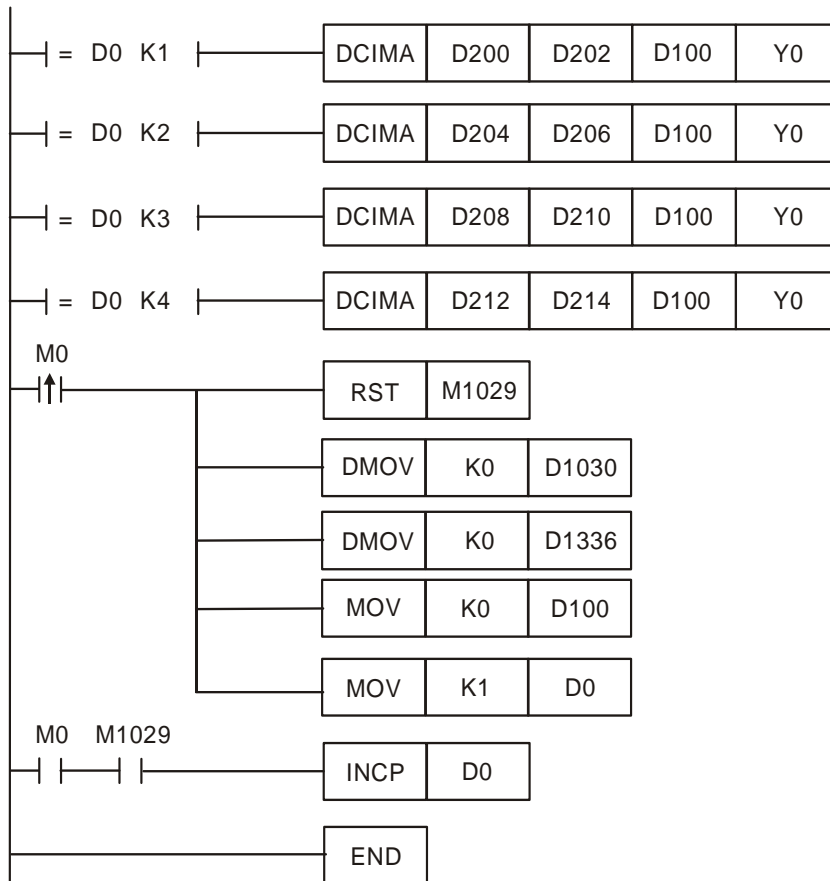 = D0 K1 DCIMA D200 D202 D100 Y0
= D0 K2 DCIMA D204 D206 D100 Y0
= D0 K3 DCIMA D208 D210 D100 Y0
= D0 K4 DCIMA D212 D214 D100 Y0
M0
RST M1029
DMOV K0 D1030
DMOV K0 D1336
MOV K0 D100
MOV K1 D0
M0 M1029
INCP D0
END